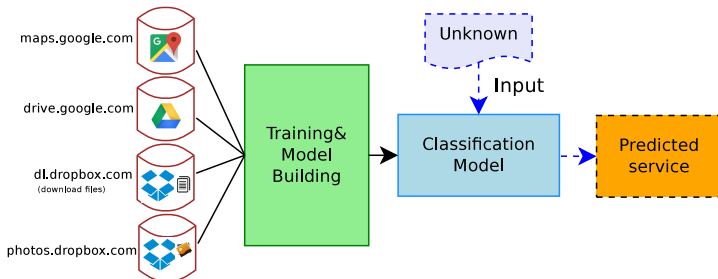 maps.google.com
drive.google.com
dl.dropbox.com
(download files)
photos.dropbox.com
Training&
Model
Building
Unknown
Input
Classification
Model
Predicted
service